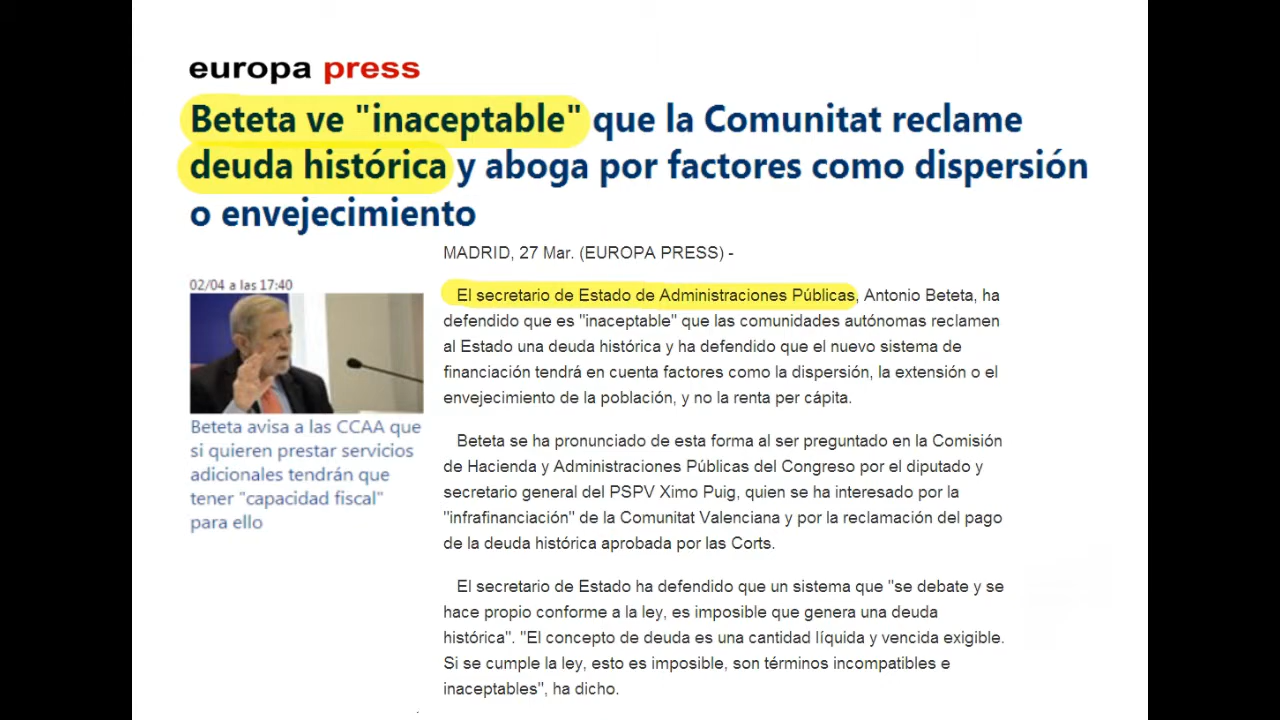 europa press
Beteta ve "inaceptable" que la Comunitat reclame
deuda histórica y aboga por factores como dispersión
o envejecimiento
MADRID, 27 Mar. (EUROPA PRESS) -
02/04 a las 17:40
Beteta avisa a las CCAA que
si quieren prestar servicios
adicionales tendrán que
tener "capacidad fiscal"
para ello
El secretario de Estado de Administraciones Públicas, Antonio Beteta, ha
defendido que es "inaceptable" que las comunidades autónomas reclamen
al Estado una deuda histórica y ha defendido que el nuevo sistema de
financiación tendrá en cuenta factores como la dispersión, la extensión o el
envejecimiento de la población, y no la renta per cápita.
Beteta se ha pronunciado de esta forma al ser preguntado en la Comisión
de Hacienda y Administraciones Públicas del Congreso por el diputado y
secretario general del PSPV Ximo Puig, quien se ha interesado por la
"infrafinanciación" de la Comunitat Valenciana y por la reclamación del pago
de la deuda histórica aprobada por las Corts.
El secretario de Estado ha defendido que un sistema que "se debate y se
hace propio conforme a la ley, es imposible que genera una deuda
histórica". "El concepto de deuda es una cantidad líquida y vencida exigible.
Si se cumple la ley, esto es imposible, son términos incompatibles e
inaceptables", ha dicho.